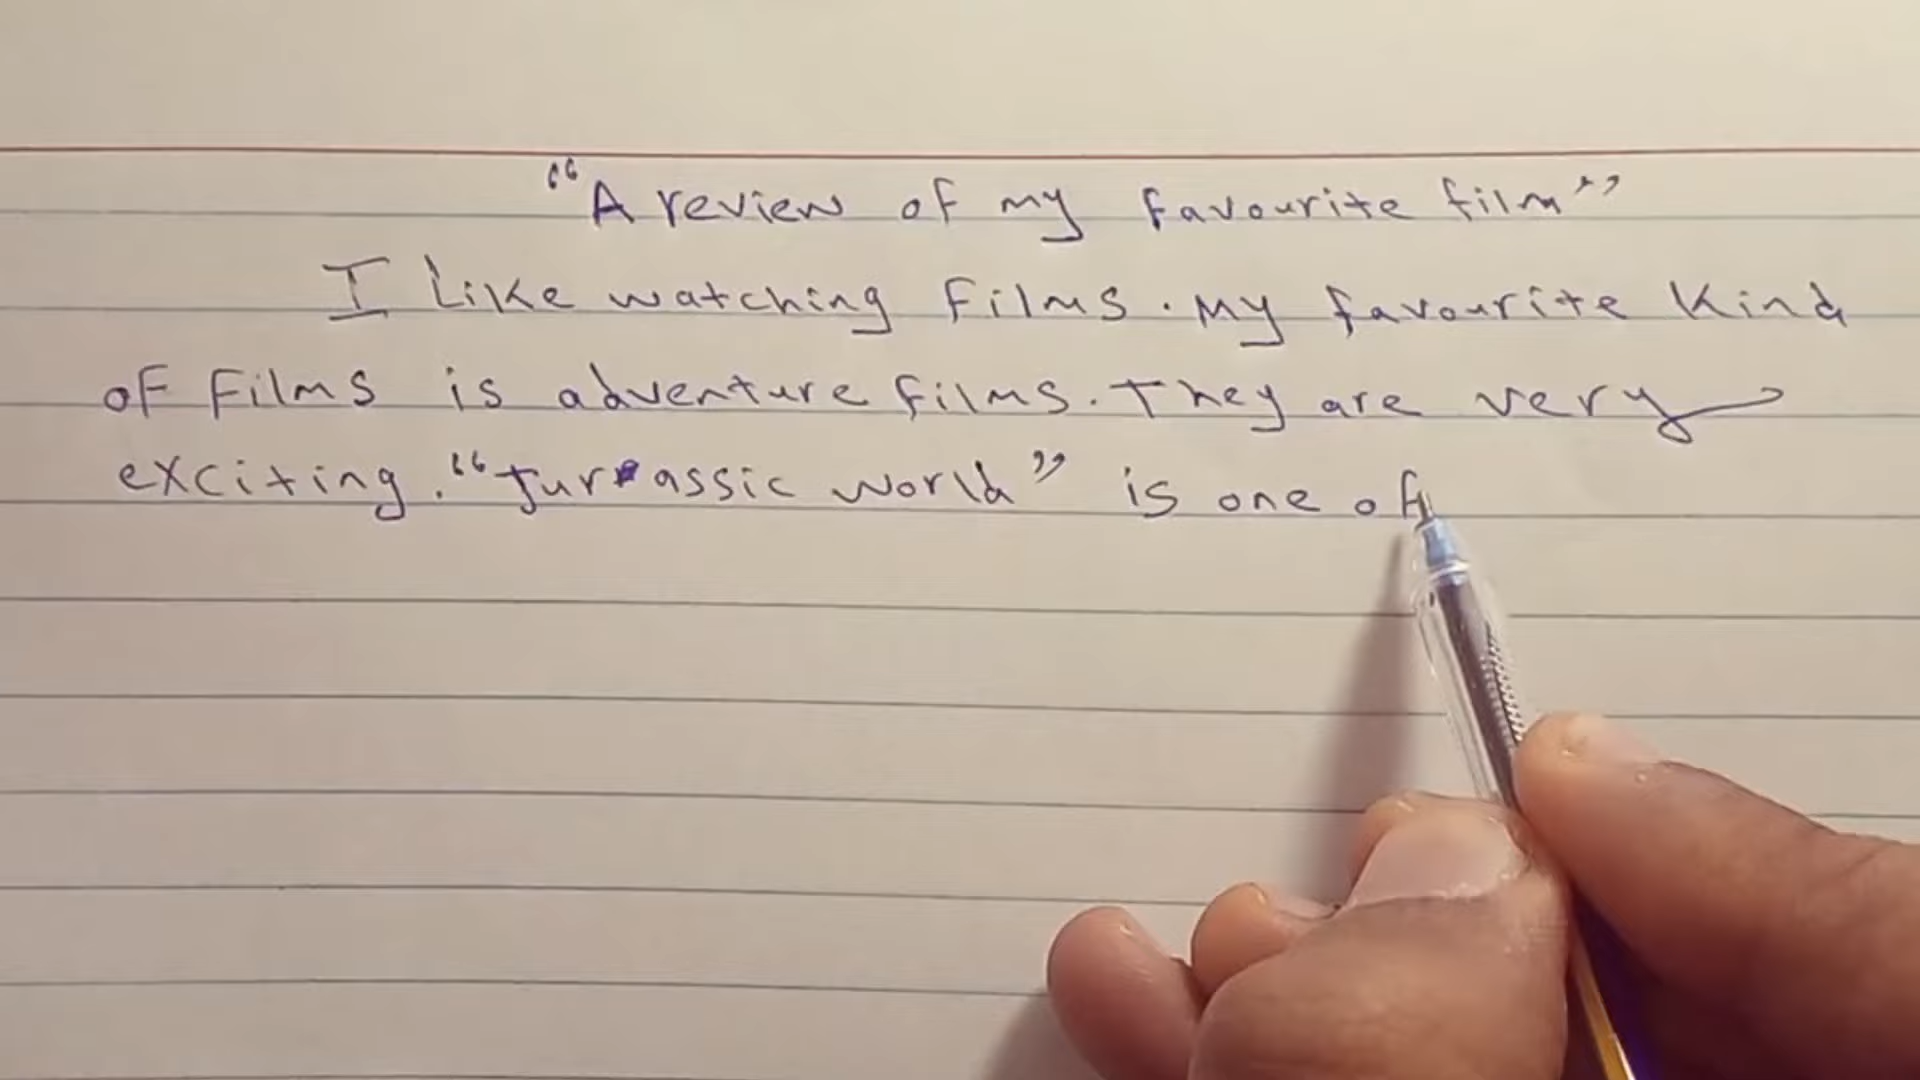 "A review of my favourite film"
I Like watching films. My favourite kind
of films is adventure films. They are very
exciting. "Jurassic world" is one of